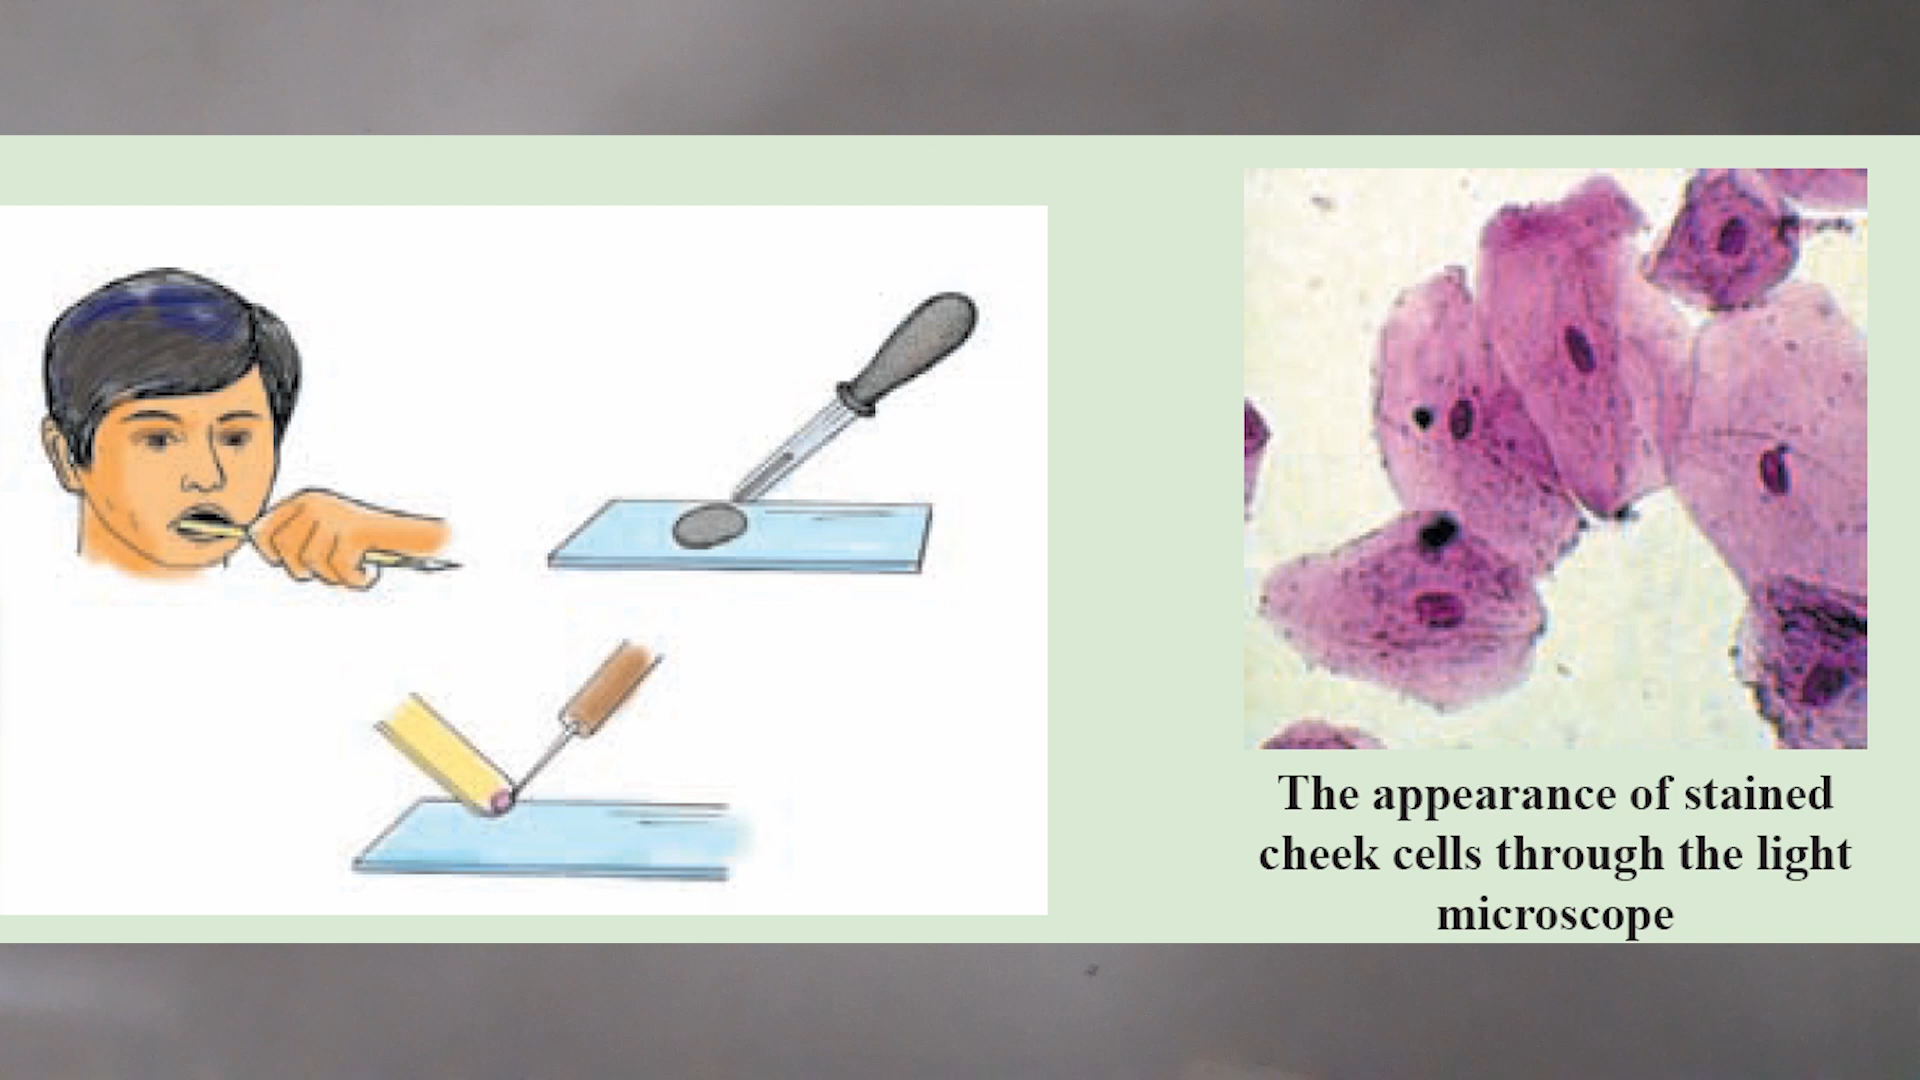 The appearance of stained
cheek cells through the light
microscope